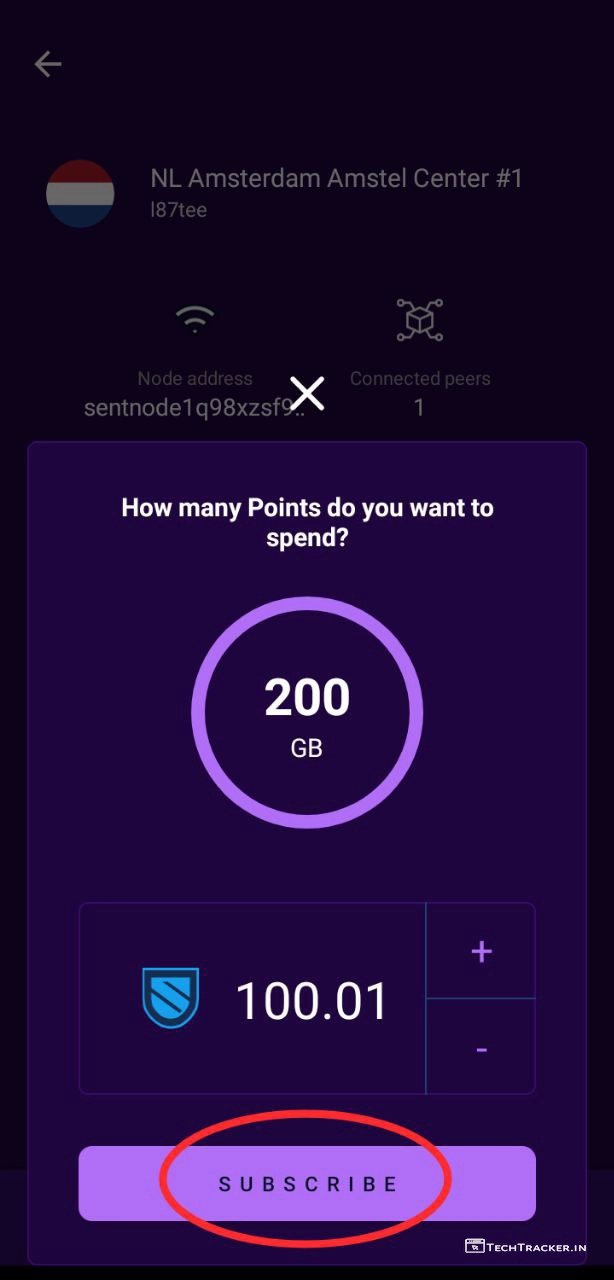 NL Amsterdam Amstel Center #1
l87tee
Node address
Connected peers
sentnode1q98xzsf9..
1
How many Points do you want to
spend?
200
GB
+
100.01
-
SUBSCRIBE
TECHTRACKER.IN